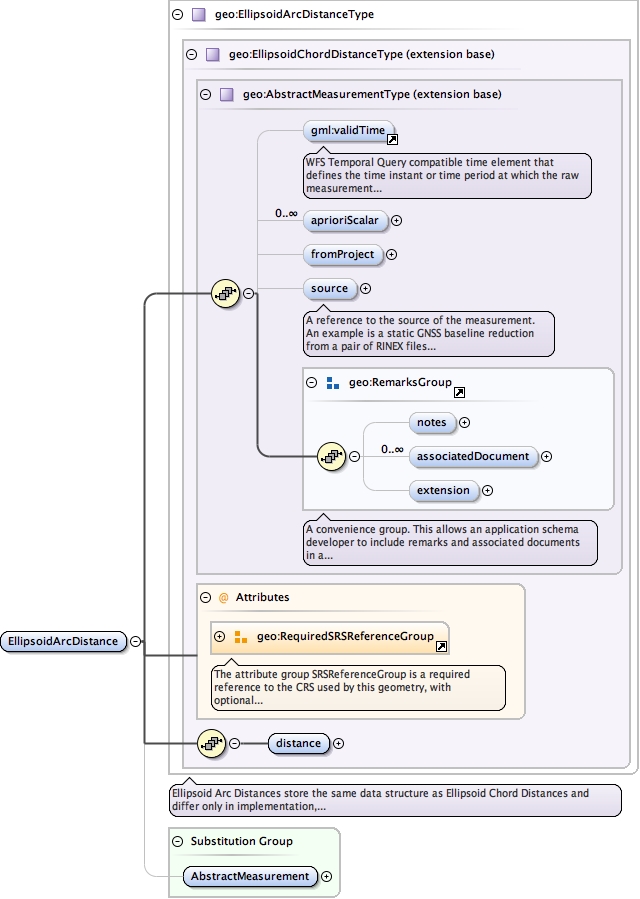 geo:EllipsoidArcDistanceType
geo:EllipsoidChordDistanceType (extension base)
geo:AbstractMeasurementType (extension base)
gml:validTime
WFS Temporal Query compatible time element that
defines the time instant or time period at which the raw
measurement...
0..∞
aprioriScalar
fromProject
source
A reference to the source of the measurement.
An example is a static GNSS baseline reduction
from a pair of RINEX files...
geo:RemarksGroup
notes
0..∞
associatedDocument
extension
A convenience group. This allows an application schema
developer to include remarks and associated documents
in a...
@ Attributes
geo:RequiredSRSReferenceGroup
The attribute group SRSReferenceGroup is a required
reference to the CRS used by this geometry, with
optional...
EllipsoidArcDistance
distance
Ellipsoid Arc Distances store the same data structure as Ellipsoid Chord Distances and
differ only in implementation,...
Substitution Group
AbstractMeasurement